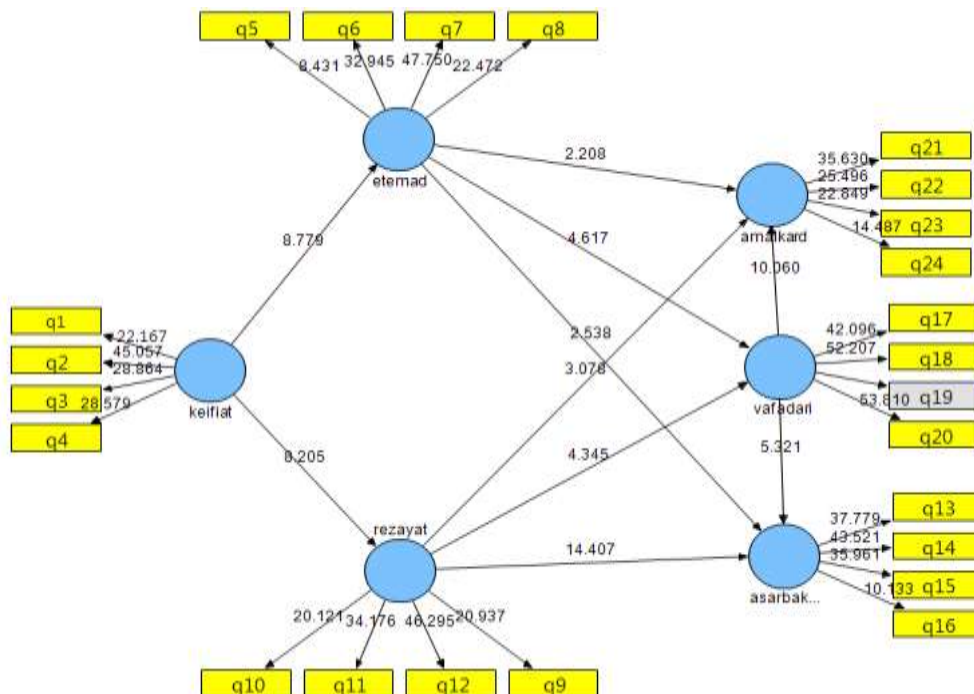 q5
q6
q7
q8
8.431
32.945
47.750
22.472
etemad
2.208
35.630
25.496
22.849
14.487
q21
q22
q23
q24
amalkard
8.779
4.617
10.060
q1
q2
q3
q4
22.167
45.057
28.864
28.579
keifiat
2.538
3.078
42.096
52.207
53.810
q17
q18
q19
q20
vafadari
8.205
4.345
5.321
rezayat
14.407
37.779
43.521
35.961
10.133
q13
q14
q15
q16
asarbak...
20.121
34.176
46.295
20.937
q10
q11
q12
q9